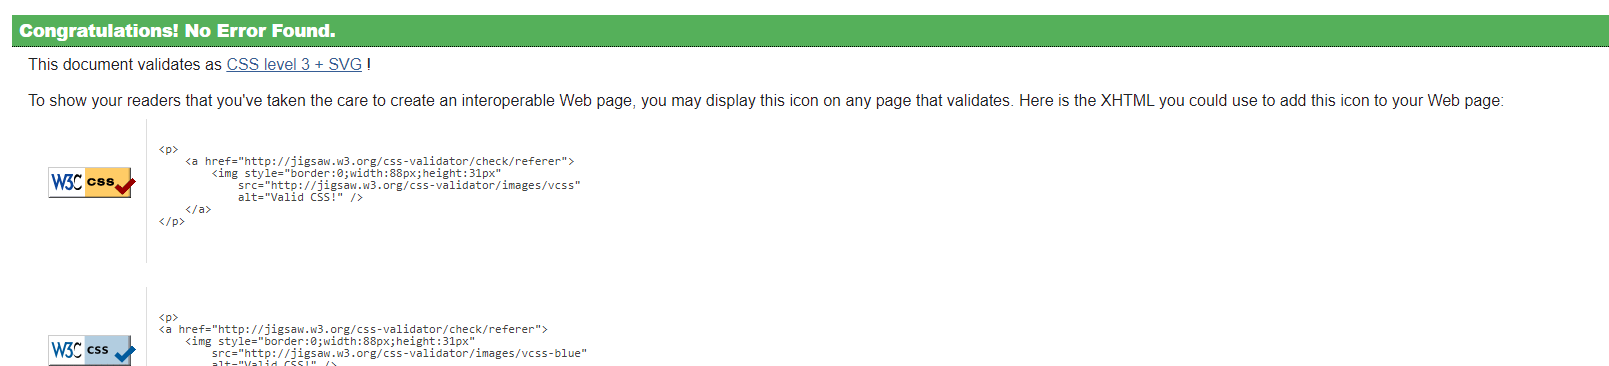 Congratulations! No Error Found.
This document validates as CSS level 3 + SVG !
To show your readers that you've taken the care to create an interoperable Web page, you may display this icon on any page that validates. Here is the XHTML you could use to add this icon to your Web page:
W3C css
<p>
<a href="http://jigsaw.w3.org/css-validator/check/referer">
<img style="border:0;width:88px;height:31px"
src="http://jigsaw.w3.org/css-validator/images/vcss"
alt="Valid CSS!" />
</a>
</p>
W3C css
<p>
<a href="http://jigsaw.w3.org/css-validator/check/referer">
<img style="border:0;width:88px;height:31px"
src="http://jigsaw.w3.org/css-validator/images/vcss-blue"
alt="Valid CSS!" />